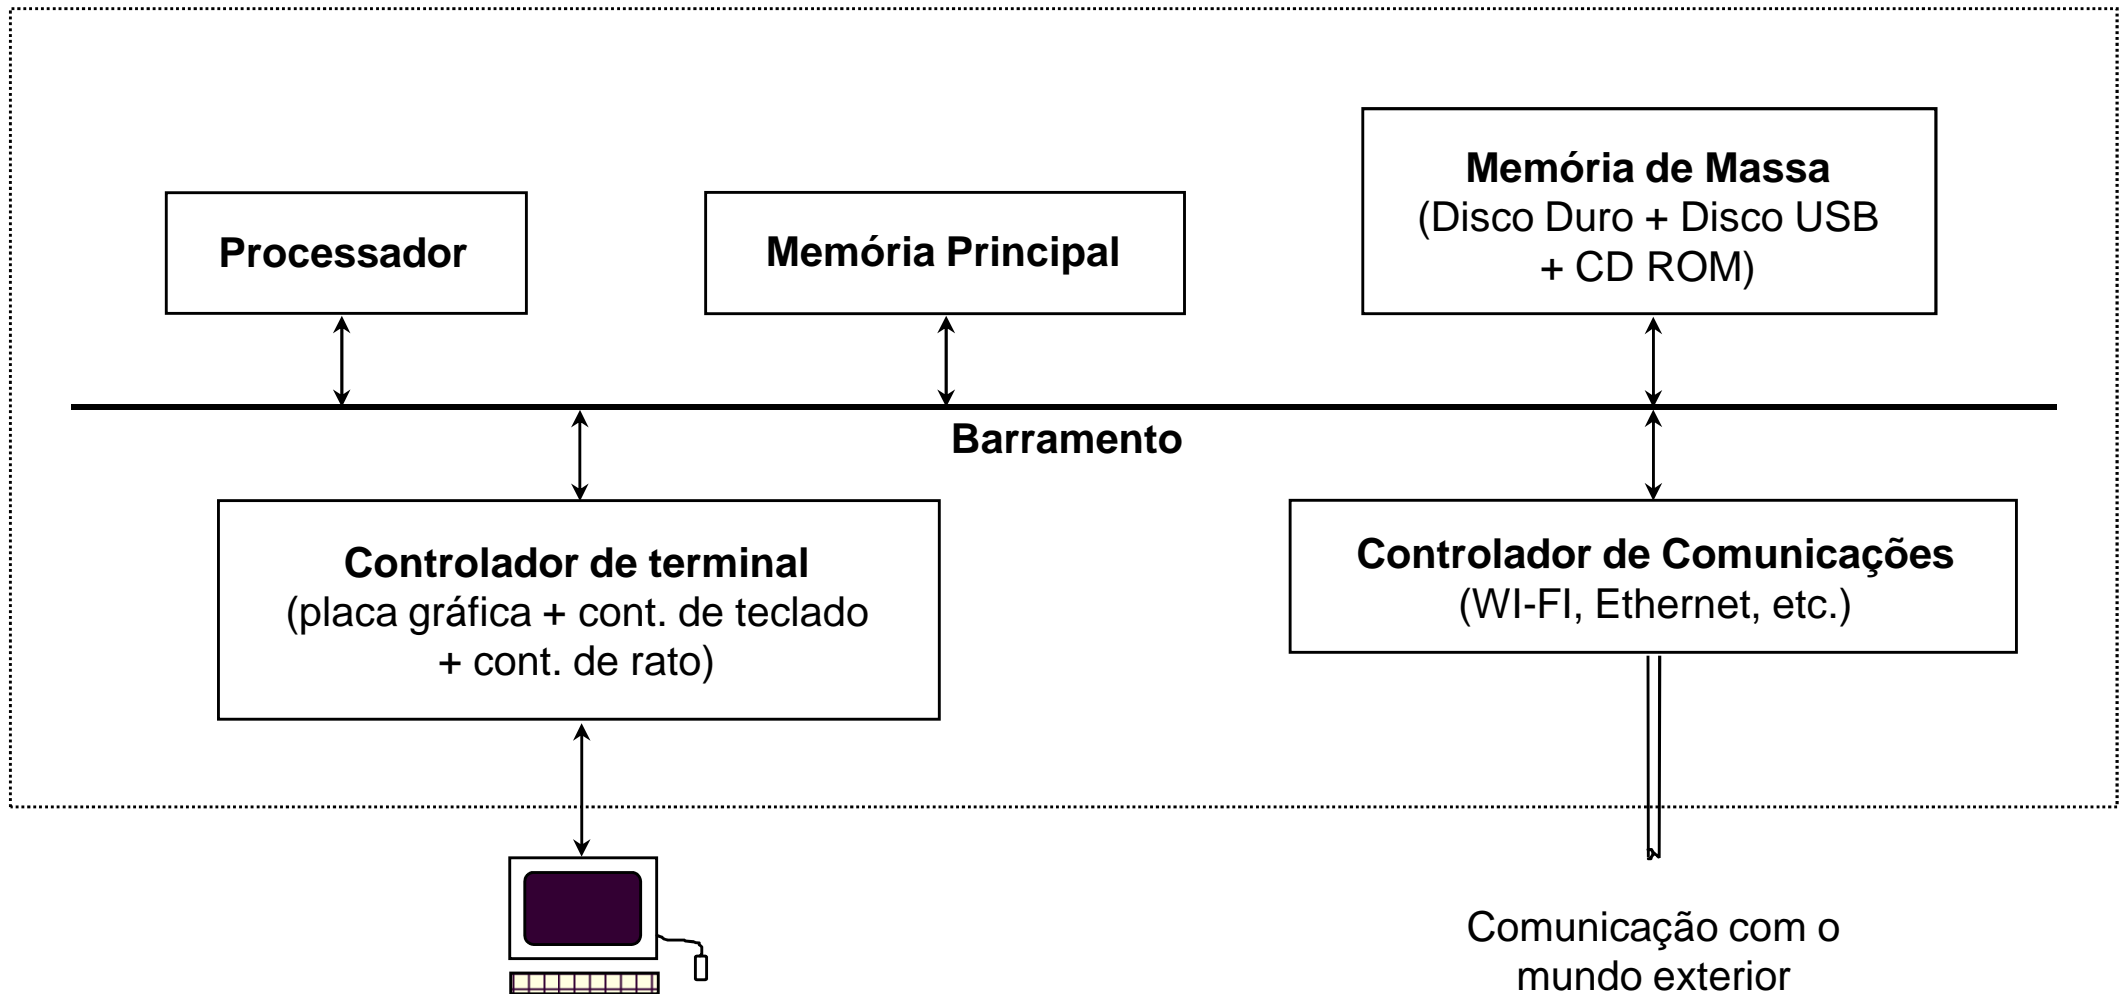 Processador
Memória Principal
Memória de Massa
(Disco Duro + Disco USB
+ CD ROM)
Barramento
Controlador de terminal
(placa gráfica + cont. de teclado
+ cont. de rato)
Controlador de Comunicações
(WI-FI, Ethernet, etc.)
Comunicação com o
mundo exterior